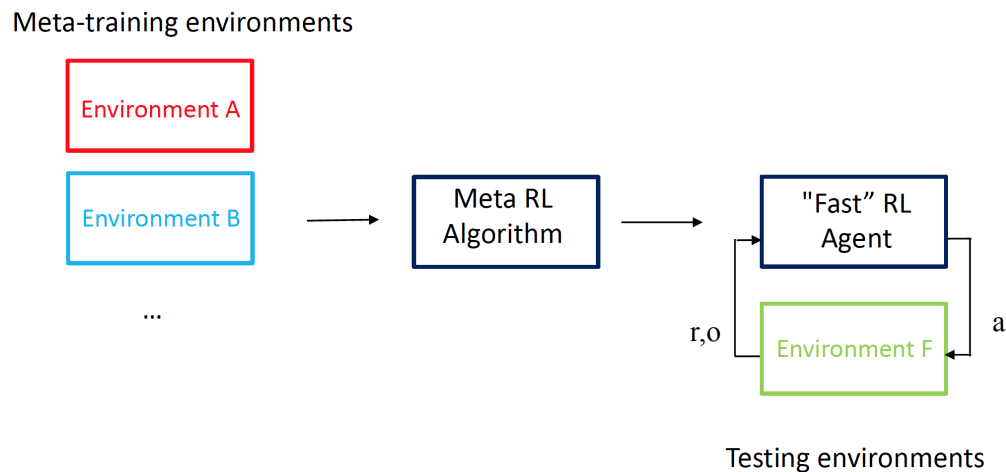 Meta-training environments
Environment A
Environment B
...
Meta RL
Algorithm
"Fast” RL
Agent
r,o
a
Environment F
Testing environments